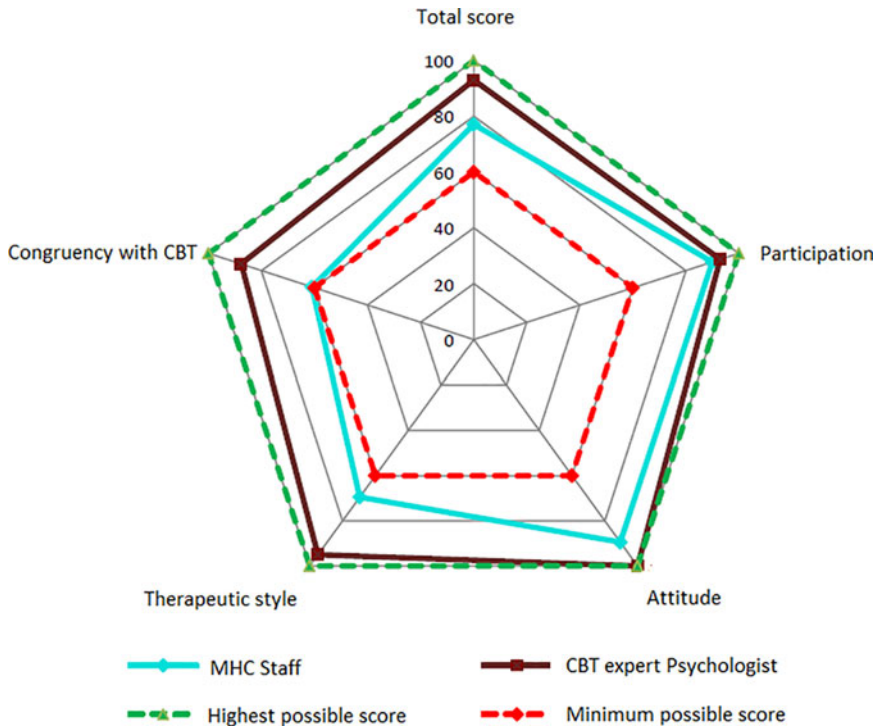 Total score
100
80
60
40
20
0
Congruency with CBT
Participation
Therapeutic style
Attitude
MHC Staff
CBT expert Psychologist
Highest possible score
Minimum possible score